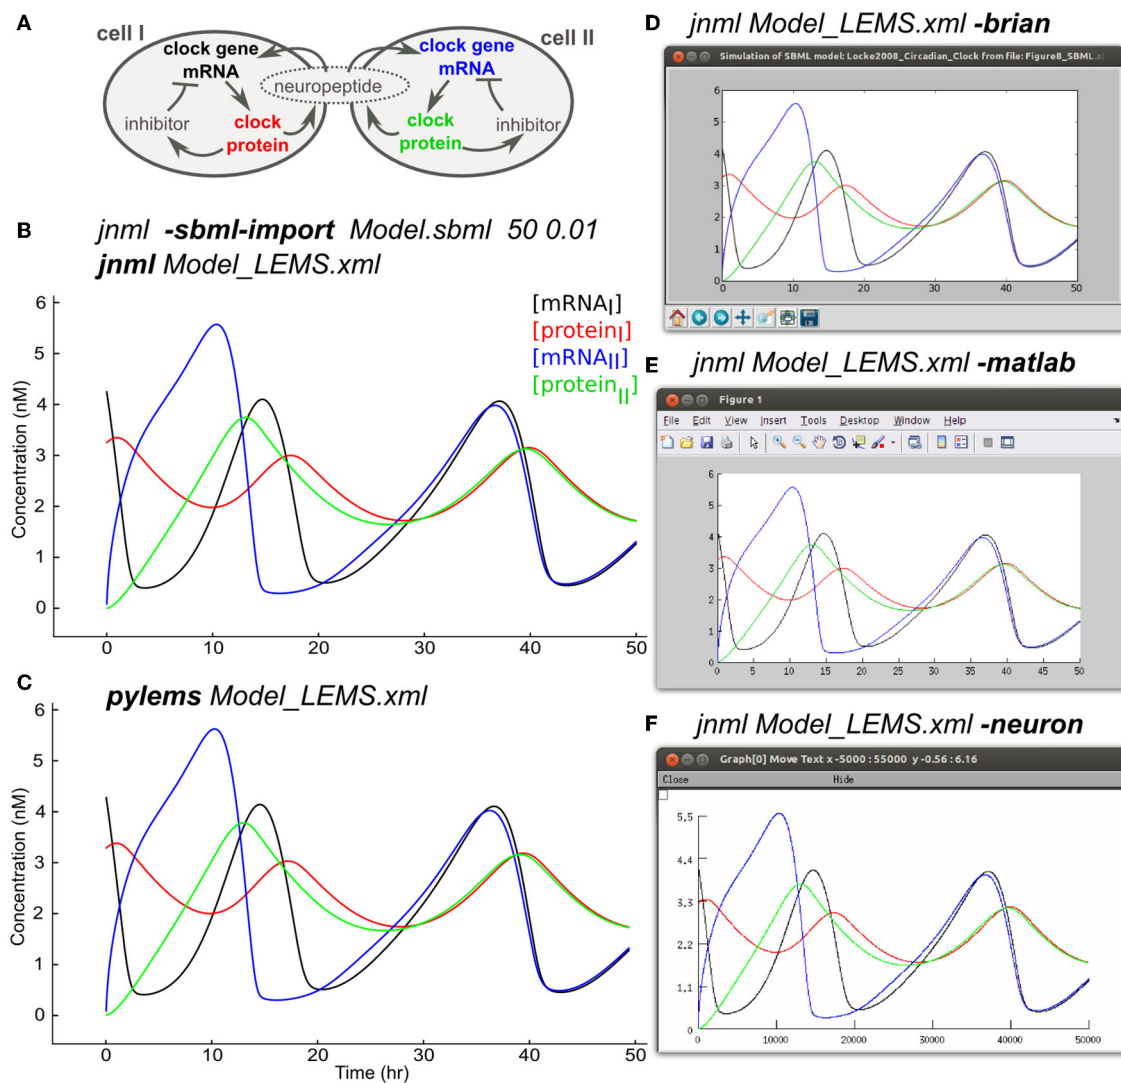 A
cell I
cell II
clock gene
mRNA
clock gene
mRNA
neuropeptide
inhibitor
clock
protein
clock
protein
inhibitor
B
jnml -sbml-import Model.sbml 50 0.01
jnml Model_LEMS.xml
[mRNAI]
[proteinI]
[mRNAII]
[proteinII]
Concentration (nM)
6
5
4
3
2
1
0
0 10 20 30 40 50
C
pylems Model_LEMS.xml
Concentration (nM)
6
5
4
3
2
1
0
0 10 20 30 40 50
Time (hr)
D
jnml Model_LEMS.xml -brian
Simulation of SBML model: Locke2008_Circadian_Clock from file: Figure8_SBML.
6
5
4
3
2
1
0
0 10 20 30 40 50
E
jnml Model_LEMS.xml -matlab
Figure 1
File Edit View Insert Tools Desktop Window Help
6
5
4
3
2
1
0
0 5 10 15 20 25 30 35 40 45 50
F
jnml Model_LEMS.xml -neuron
Graph[0] Move Text x -5000 : 55000 y -0.56 : 6.16
Close Hide
5,5
4,4
3,3
2,2
1,1
0
0 10000 20000 30000 40000 50000